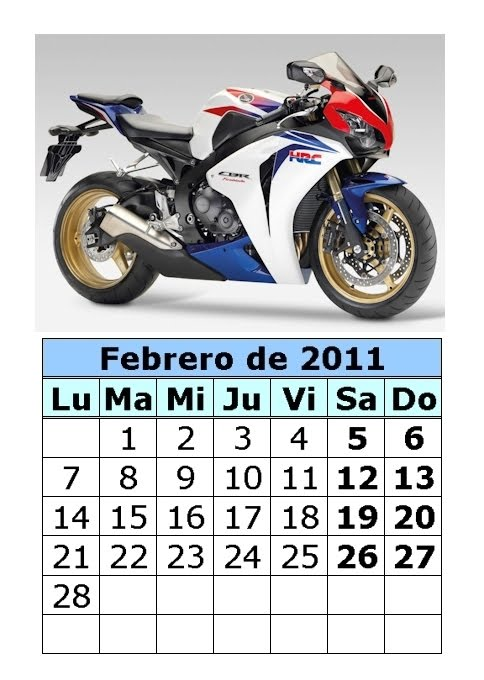 HRC
CBR
Fireblade
Febrero de 2011
Lu Ma Mi Ju Vi Sa Do
1 2 3 4 5 6
7 8 9 10 11 12 13
14 15 16 17 18 19 20
21 22 23 24 25 26 27
28